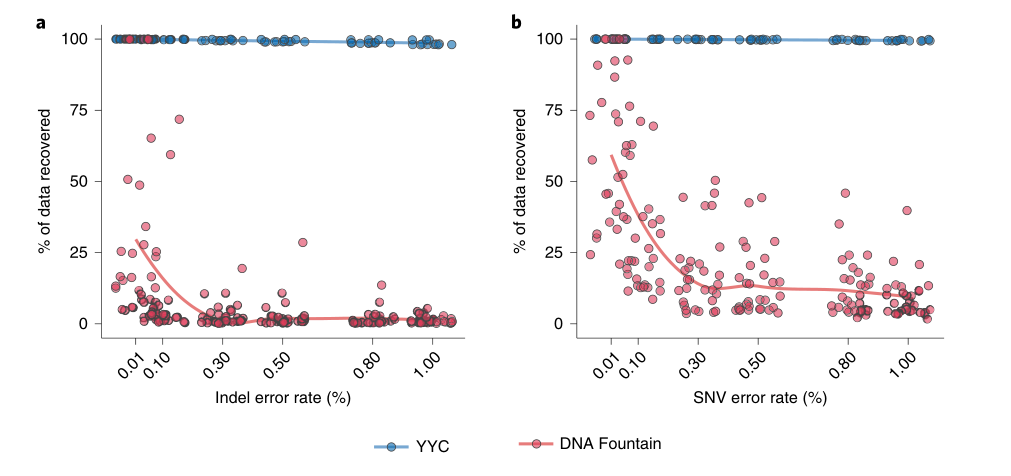 a
b
% of data recovered
100
75
50
25
0
0.01
0.10
0.30
0.50
0.80
1.00
Indel error rate (%)
% of data recovered
100
75
50
25
0
0.01
0.10
0.30
0.50
0.80
1.00
SNV error rate (%)
YYC
DNA Fountain